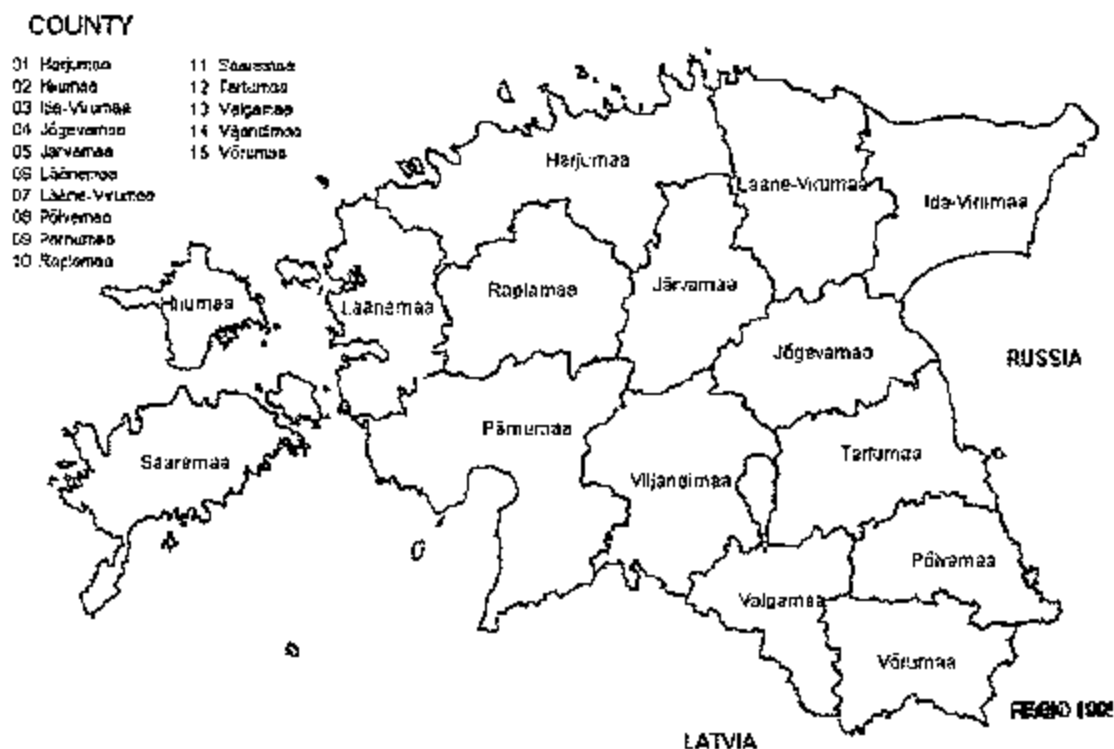 COUNTY
01 Harjumaa
02 Hiiumaa
03 Ida-Virumaa
04 Jõgevamaa
05 Järvamaa
06 Läänemaa
07 Lääne-Virumaa
08 Põlvamaa
09 Pärnumaa
10 Raplamaa
11 Saaremaa
12 Tartumaa
13 Valgamaa
14 Viljandimaa
15 Võrumaa
Harjumaa
Lääne-Virumaa
Ida-Virumaa
Hiiumaa
Läänemaa
Raplamaa
Järvamaa
Jõgevamaa
RUSSIA
Saaremaa
Pärnumaa
Viljandimaa
Tartumaa
Põlvamaa
Valgamaa
Võrumaa
REGIO
LATVIA